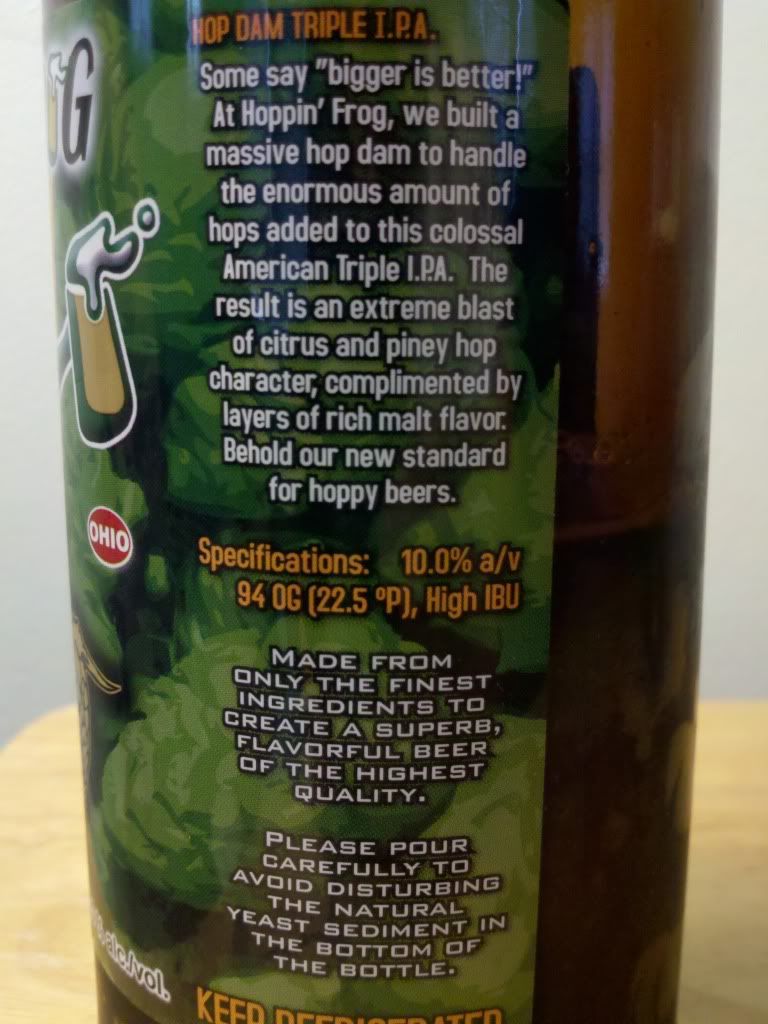 HOP DAM TRIPLE I.P.A.
Some say "bigger is better!"
At Hoppin' Frog, we built a
massive hop dam to handle
the enormous amount of
hops added to this colossal
American Triple I.P.A. The
result is an extreme blast
of citrus and piney hop
character, complimented by
layers of rich malt flavor.
Behold our new standard
for hoppy beers.
Specifications: 10.0% a/v
94 OG (22.5 ºP), High IBU
MADE FROM
ONLY THE FINEST
INGREDIENTS TO
CREATE A SUPERB,
FLAVORFUL BEER
OF THE HIGHEST
QUALITY.
PLEASE POUR
CAREFULLY TO
AVOID DISTURBING
THE NATURAL
YEAST SEDIMENT IN
THE BOTTOM OF
THE BOTTLE.
KEEP REFRIGERATED
G
OHIO
alc./vol.